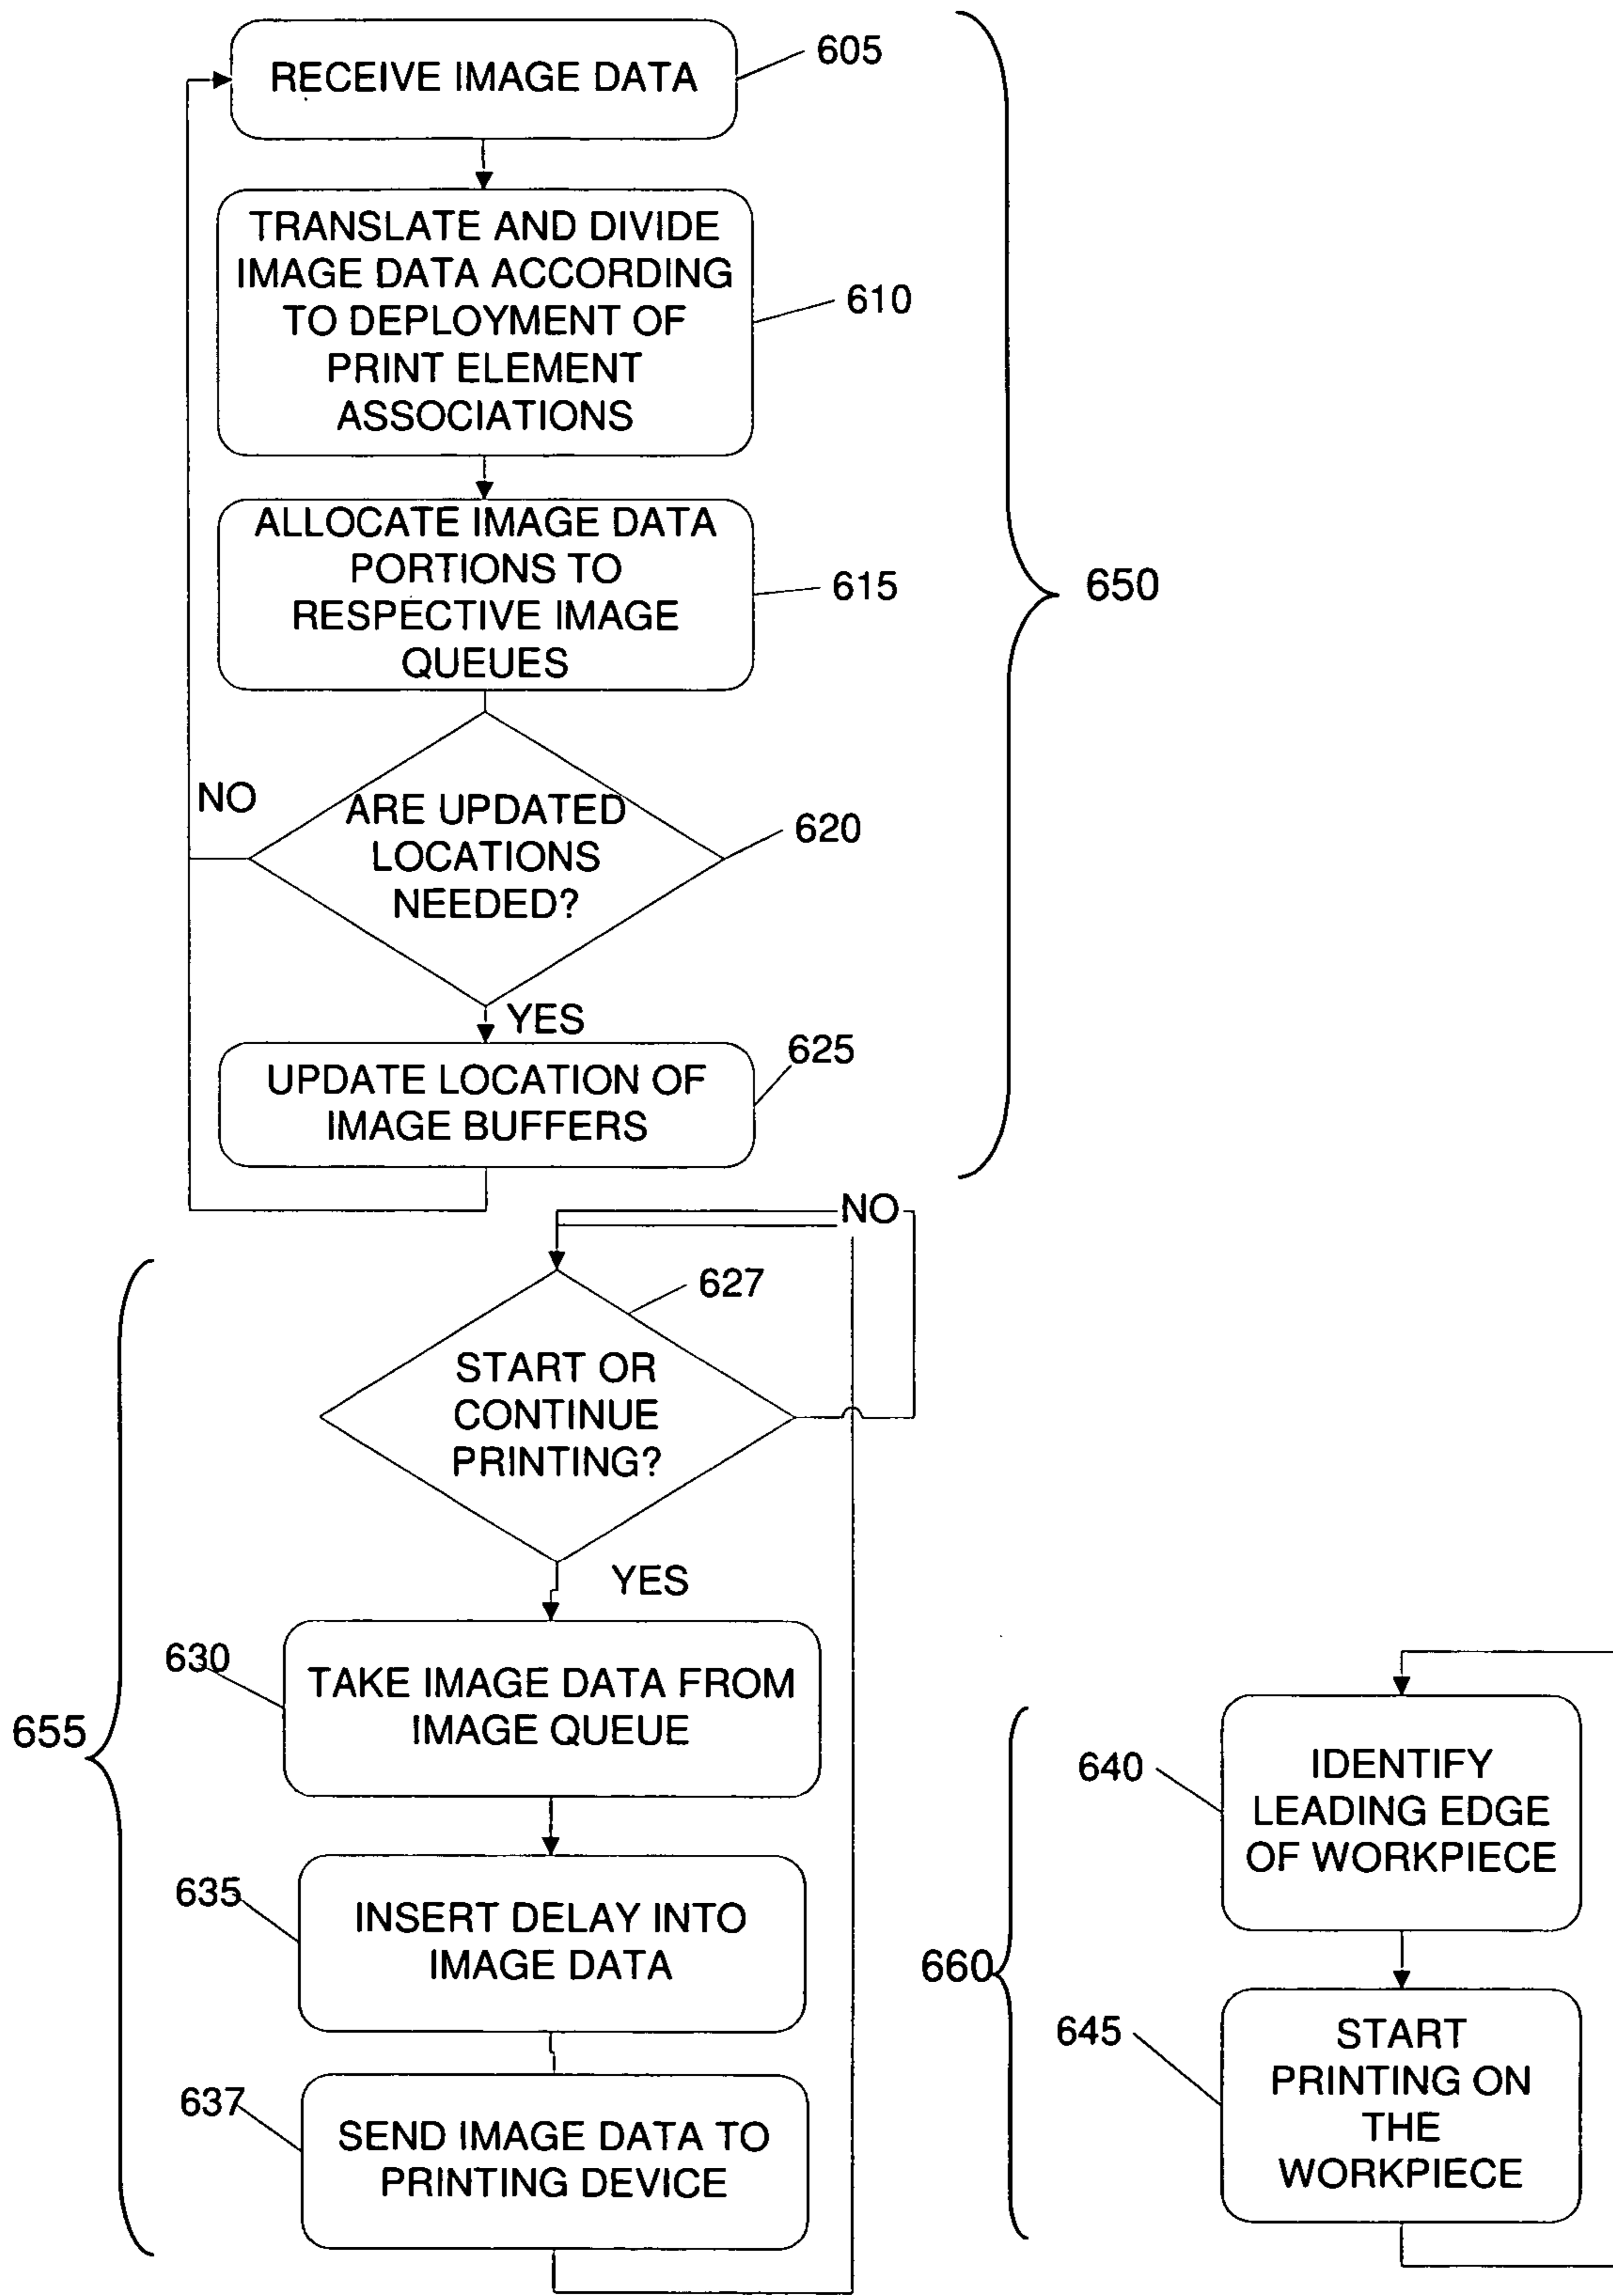 RECEIVE IMAGE DATA
605
TRANSLATE AND DIVIDE
IMAGE DATA ACCORDING
TO DEPLOYMENT OF
PRINT ELEMENT
ASSOCIATIONS
610
ALLOCATE IMAGE DATA
PORTIONS TO
RESPECTIVE IMAGE
QUEUES
615
650
NO
ARE UPDATED
LOCATIONS
NEEDED?
620
YES
UPDATE LOCATION OF
IMAGE BUFFERS
625
NO
627
START OR
CONTINUE
PRINTING?
YES
630
TAKE IMAGE DATA FROM
IMAGE QUEUE
655
635
INSERT DELAY INTO
IMAGE DATA
637
SEND IMAGE DATA TO
PRINTING DEVICE
640
IDENTIFY
LEADING EDGE
OF WORKPIECE
660
645
START
PRINTING ON
THE
WORKPIECE